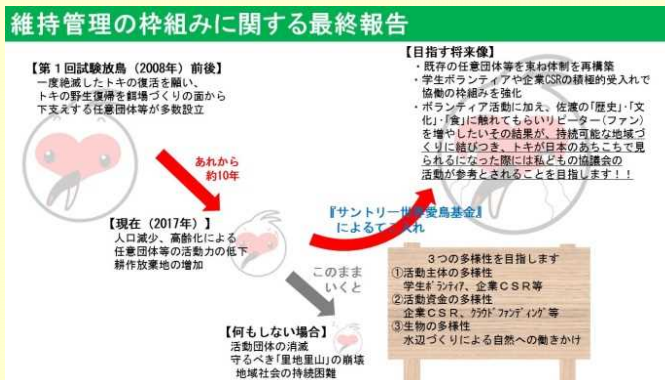 維持管理の枠組みに関する最終報告
【第1回試験放鳥(2008年)前後】
一度絶滅したトキの復活を願い、
トキの野生復帰を餌場づくりの面から
下支えする任意団体等が多数設立
あれから
約10年
【現在(2017年)】
人口減少、高齢化による
任意団体等の活動力の低下
耕作放棄地の増加
このまま
いくと
【何もしない場合】
活動団体の消滅
守るべき「里地里山」の崩壊
地域社会の持続困難
『サントリー世界愛鳥基金』
によるてこ入れ
【目指す将来像】
・既存の任意団体等を束ね体制を再構築
・学生ボランティアや企業CSRの積極的受入れで
協働の枠組みを強化
・ボランティア活動に加え、佐渡の「歴史」・「文
化」・「食」に触れてもらいリピーター(ファン)
を増やしたいその結果が、持続可能な地域づ
くりに結びつき、トキが日本のあちこちで見
られるになった際には私どもの協議会の
活動が参考とされることを目指します!!
3つの多様性を目指します
①活動主体の多様性
学生ボランティア、企業CSR等
②活動資金の多様性
企業CSR、クラウドファンディング等
③生物の多様性
水辺づくりによる自然への働きかけ